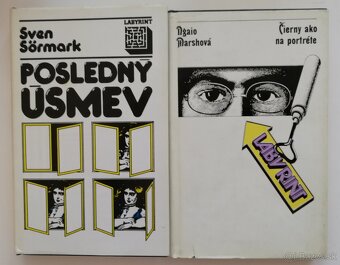 LABYRINT
Sven
Sörmark
POSLEDNÝ
ÚSMEV
Ngaio
Marshová
Čierny ako
na portréte
LABYRINT